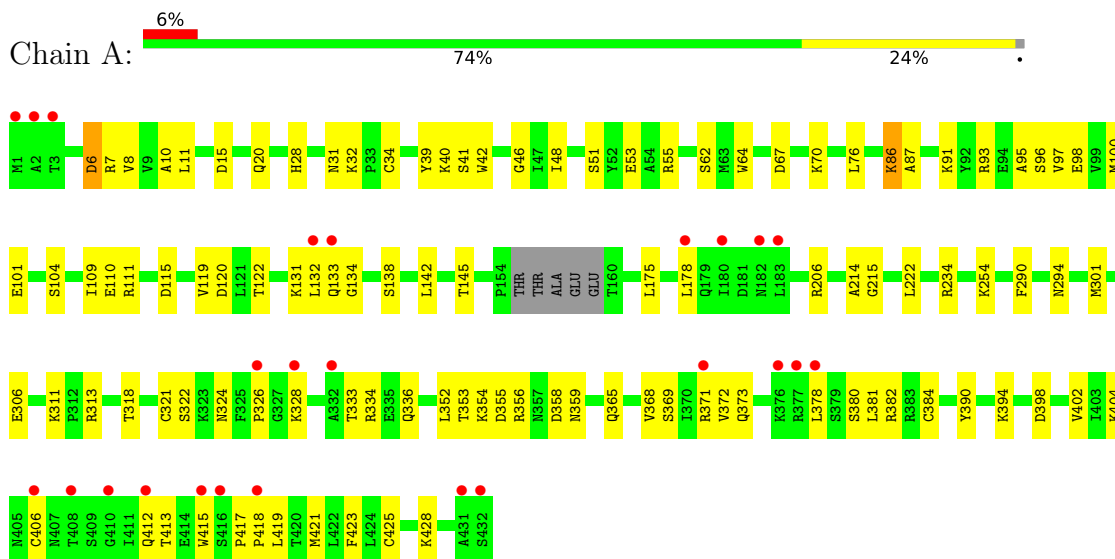 6%
Chain A:
74% 24% •
M1 A2 T3 D6 R7 V8 V9 A10 L11 D15 Q20 H28 N31 K32 P33 C34 Y39 K40 S41 W42 G46 I47 I48 S51 Y52 E53 A54 R55 S62 M63 W64 D67 K70 L76 K86 A87 K91 Y92 R93 E94 A95 S96 V97 E98 V99 M100
E101 S104 I109 E110 R111 D115 V119 D120 L121 T122 K131 L132 Q133 G134 S138 L142 T145 P154 THR THR ALA GLU GLU T160 L175 L178 Q179 I180 D181 N182 L183 R206 A214 G215 L222 R234 K254 F290 N294 M301
E306 K311 P312 R313 T318 C321 S322 K323 N324 F325 P326 G327 K328 A332 T333 R334 E335 Q336 L352 T353 K354 D355 R356 N357 D358 N359 Q365 V368 S369 I370 R371 V372 Q373 K376 R377 L378 S379 S380 L381 R382 R383 C384 Y390 K394 D398 V402 I403 K404
N405 C406 N407 T408 S409 G410 I411 Q412 T413 E414 W415 S416 P417 P418 L419 T420 M421 L422 F423 L424 C425 K428 A431 S432